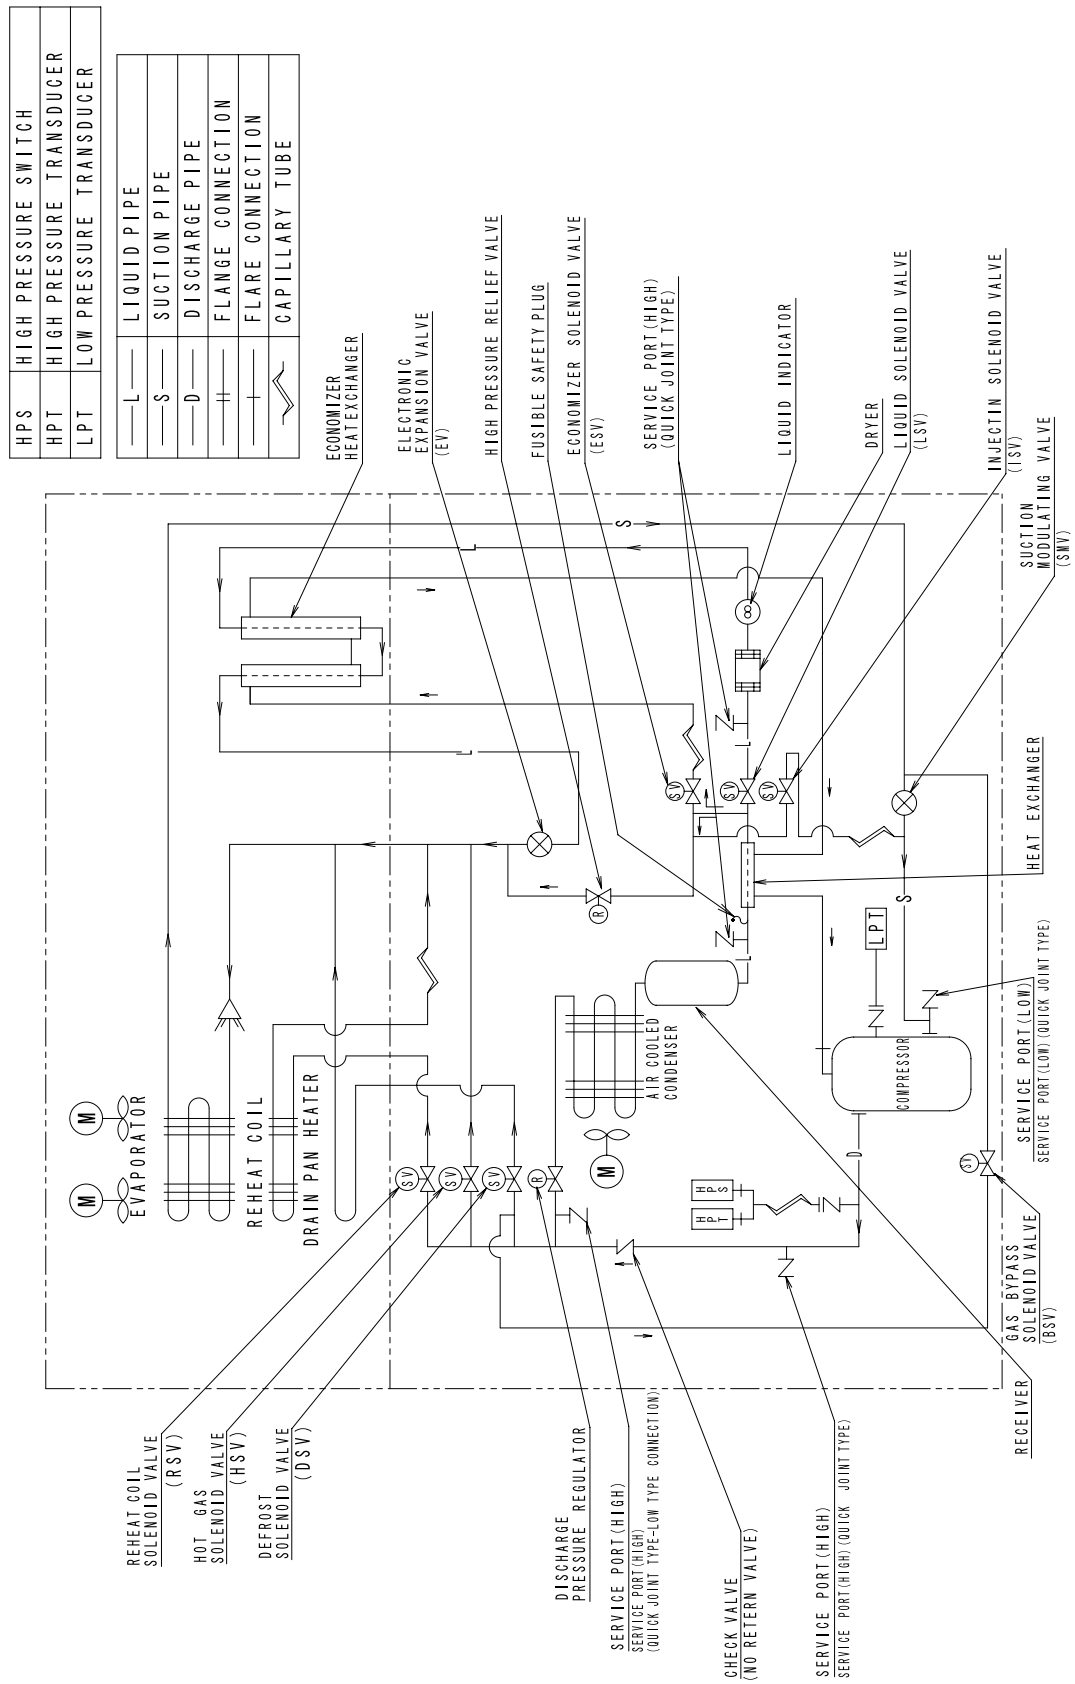 HPS HIGH PRESSURE SWITCH
HPT HIGH PRESSURE TRANSDUCER
LPT LOW PRESSURE TRANSDUCER
L LIQUID PIPE
S SUCTION PIPE
D DISCHARGE PIPE
FLANGE CONNECTION
FLARE CONNECTION
CAPILLARY TUBE
ECONOMIZER
HEATEXCHANGER
ELECTRONIC
EXPANSION VALVE
(EV)
HIGH PRESSURE RELIEF VALVE
FUSIBLE SAFETY PLUG
ECONOMIZER SOLENOID VALVE
(ESV)
SERVICE PORT(HIGH)
(QUICK JOINT TYPE)
LIQUID INDICATOR
DRYER
LIQUID SOLENOID VALVE
(LSV)
INJECTIN SOLENOID VALVE
(ISV)
SUCTION
MODULATING VALVE
(SMV)
S
L
L
L
SV
SV
SV
R
HEAT EXCHANGER
L
S
LPT
SERVICE PORT(LOW)
SERVICE PORT(LOW)(QUICK JOINT TYPE)
M
M
EVAPORATOR
REHEAT COIL
DRAIN PAN HEATER
AIR COOLED
CONDENSER
M
COMPRESSOR
D
SV
SV
SV
R
SV
HPS
HPT
GAS BYPASS
SOLENOID VALVE
(BSV)
RECEIVER
REHEAT COIL
SOLENOID VALVE
(RSV)
HOT GAS
SOLENOID VALVE
(HSV)
DEFROST
SOLENOID VALVE
(DSV)
DISCHARGE
PRESSURE REGULATOR
SERVICE PORT(HIGH)
SERVICE PORT(HIGH)
(QUICK JOINT TYPE-LOW TYPE CONNECTION)
CHECK VALVE
(NO RETERN VALVE)
SERVICE PORT(HIGH)
SERVICE PORT(HIGH)(QUICK JOINT TYPE)